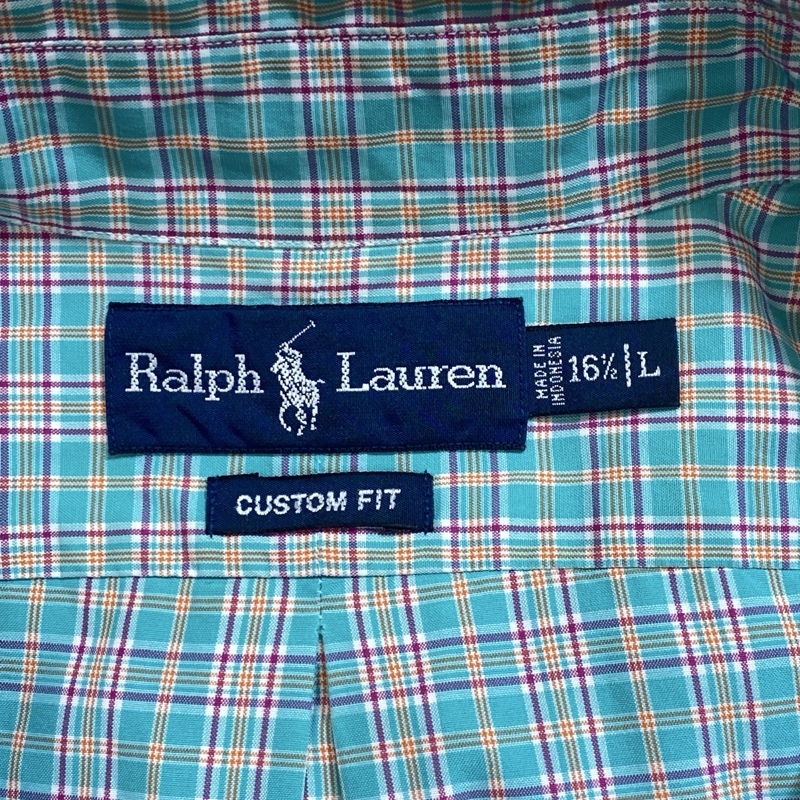 Ralph Lauren
MADE IN
INDONESIA
16½ L
CUSTOM FIT